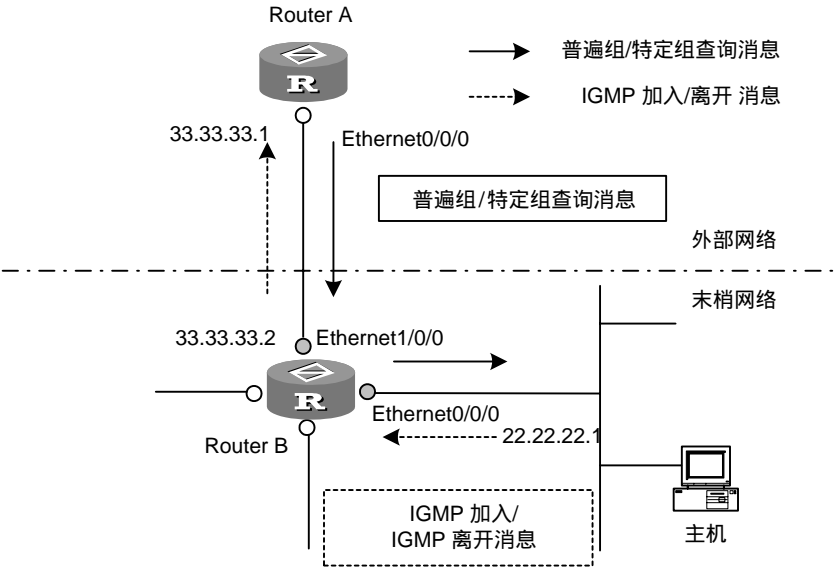 Router A
普遍组/特定组查询消息
R
IGMP 加入/离开 消息
33.33.33.1
Ethernet0/0/0
普遍组/特定组查询消息
外部网络
末梢网络
33.33.33.2
Ethernet1/0/0
R
Ethernet0/0/0
22.22.22.1
Router B
IGMP 加入/
IGMP 离开消息
主机